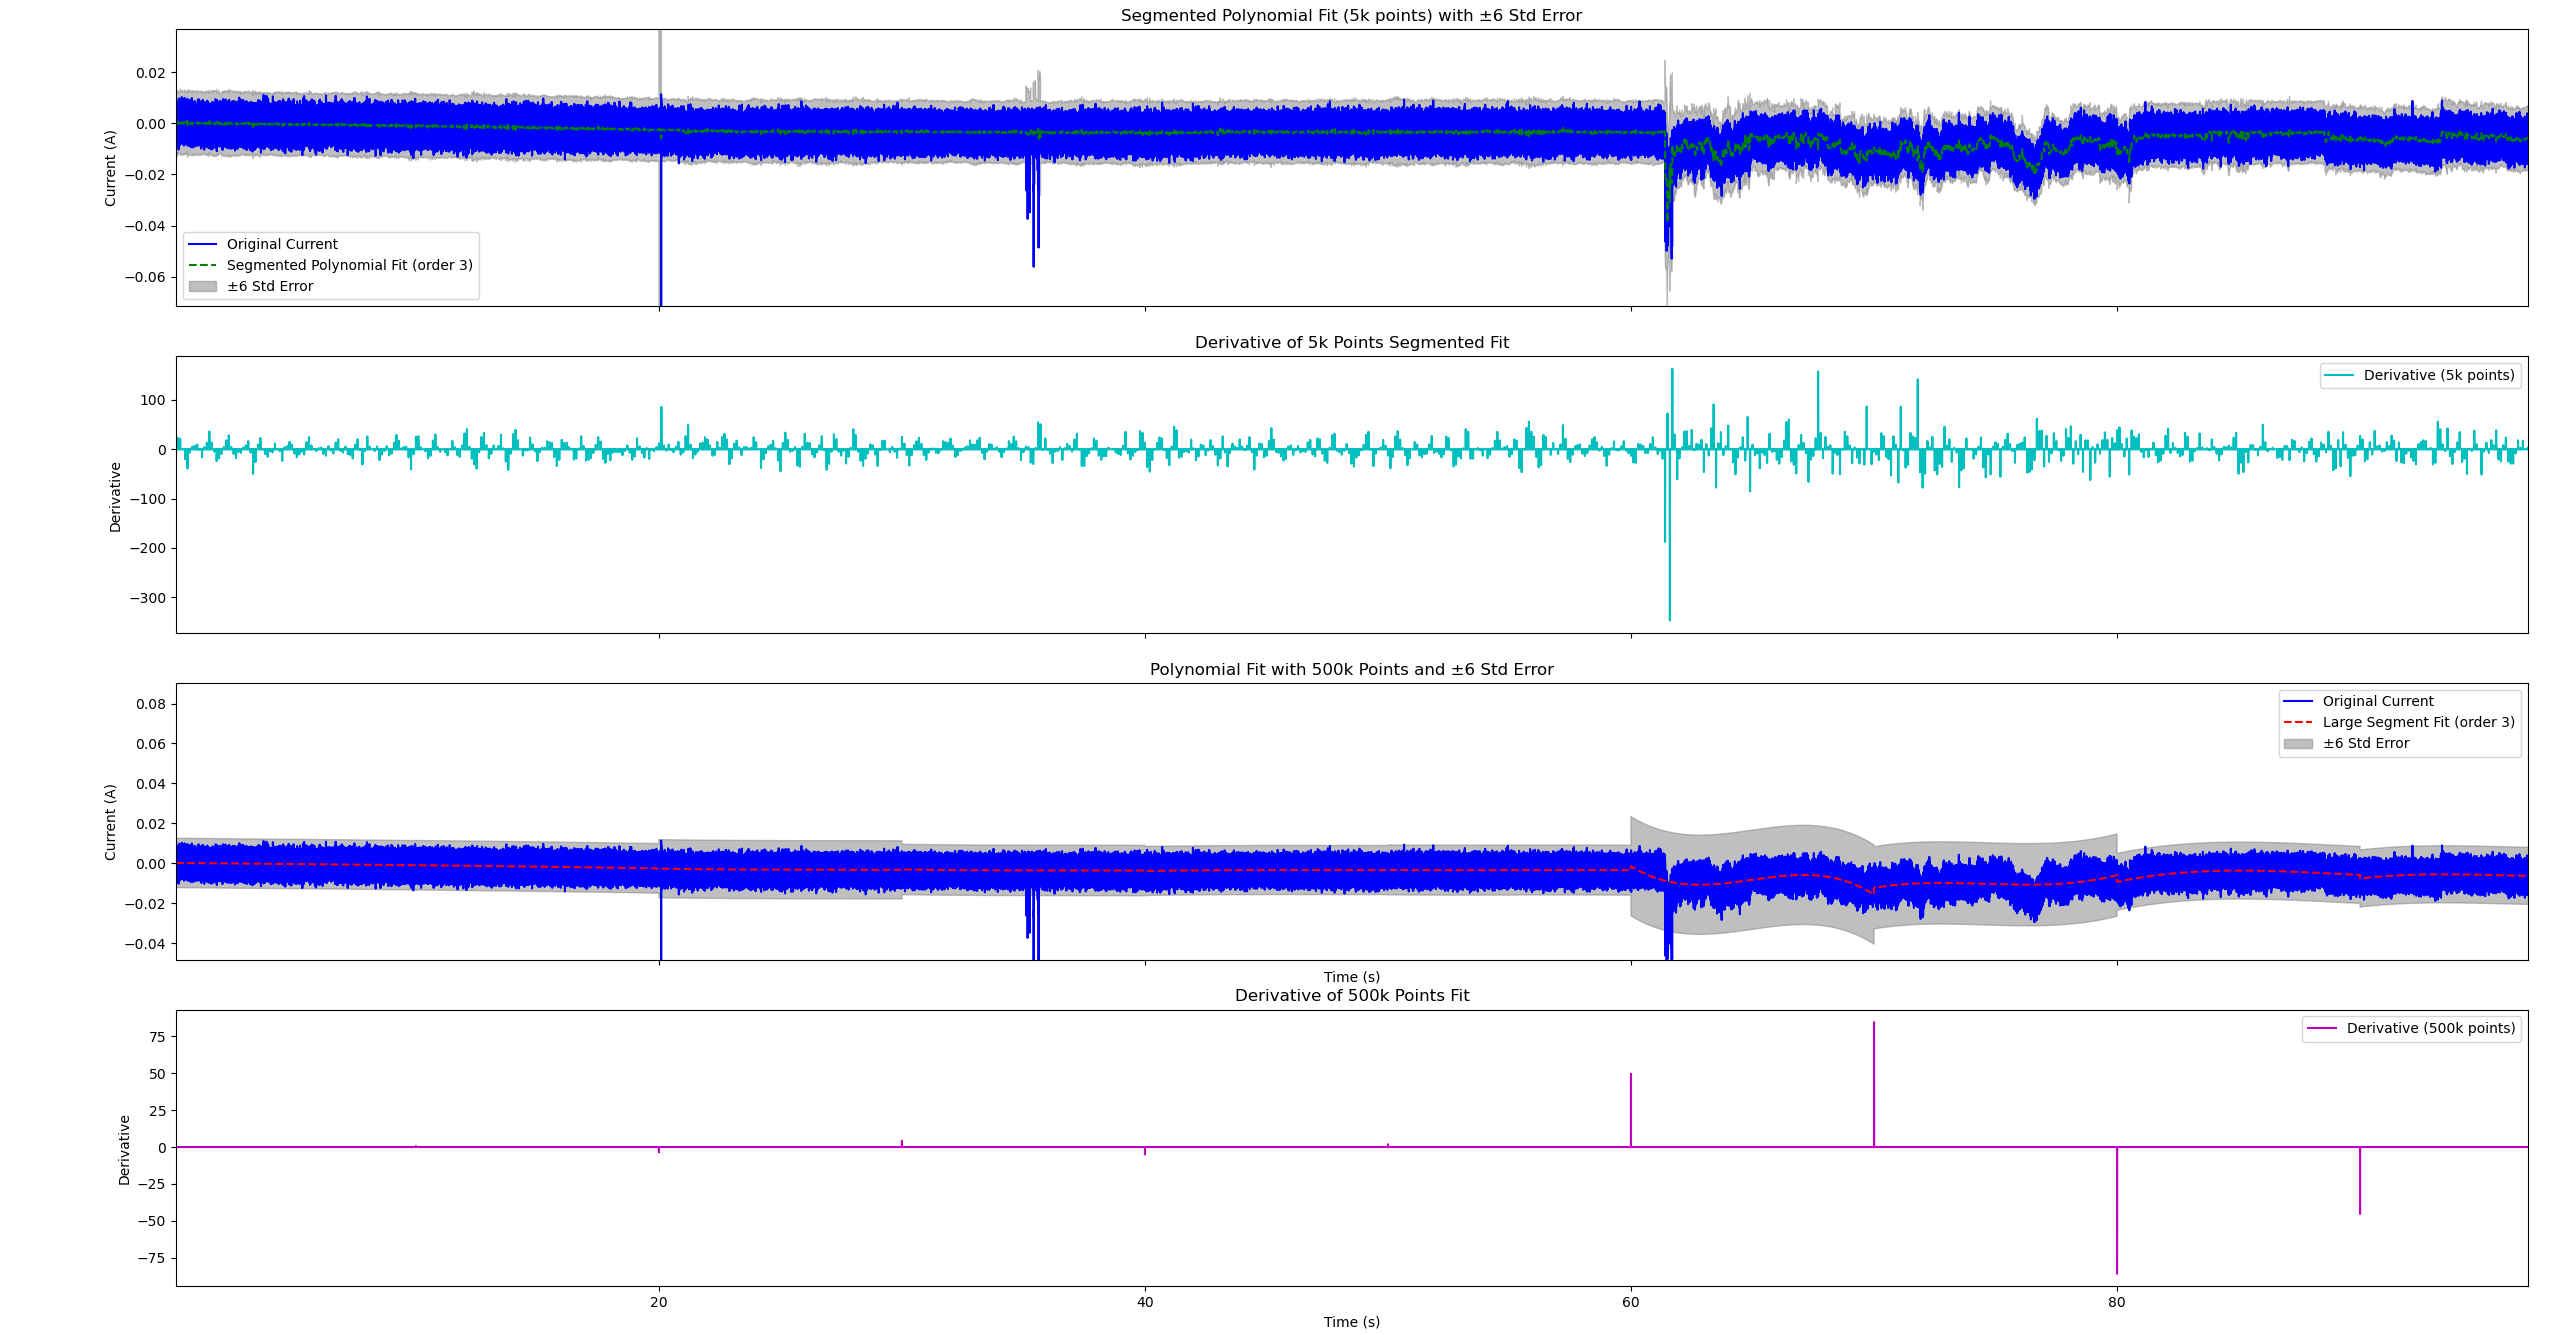 Segmented Polynomial Fit (5k points) with ±6 Std Error
0.02
0.00
−0.02
−0.04
−0.06
Current (A)
Original Current
Segmented Polynomial Fit (order 3)
±6 Std Error
Derivative of 5k Points Segmented Fit
100
0
−100
−200
−300
Derivative
Derivative (5k points)
Polynomial Fit with 500k Points and ±6 Std Error
0.08
0.06
0.04
0.02
0.00
−0.02
−0.04
Current (A)
Original Current
Large Segment Fit (order 3)
±6 Std Error
Time (s)
Derivative of 500k Points Fit
75
50
25
0
−25
−50
−75
Derivative
Derivative (500k points)
20 40 60 80
Time (s)